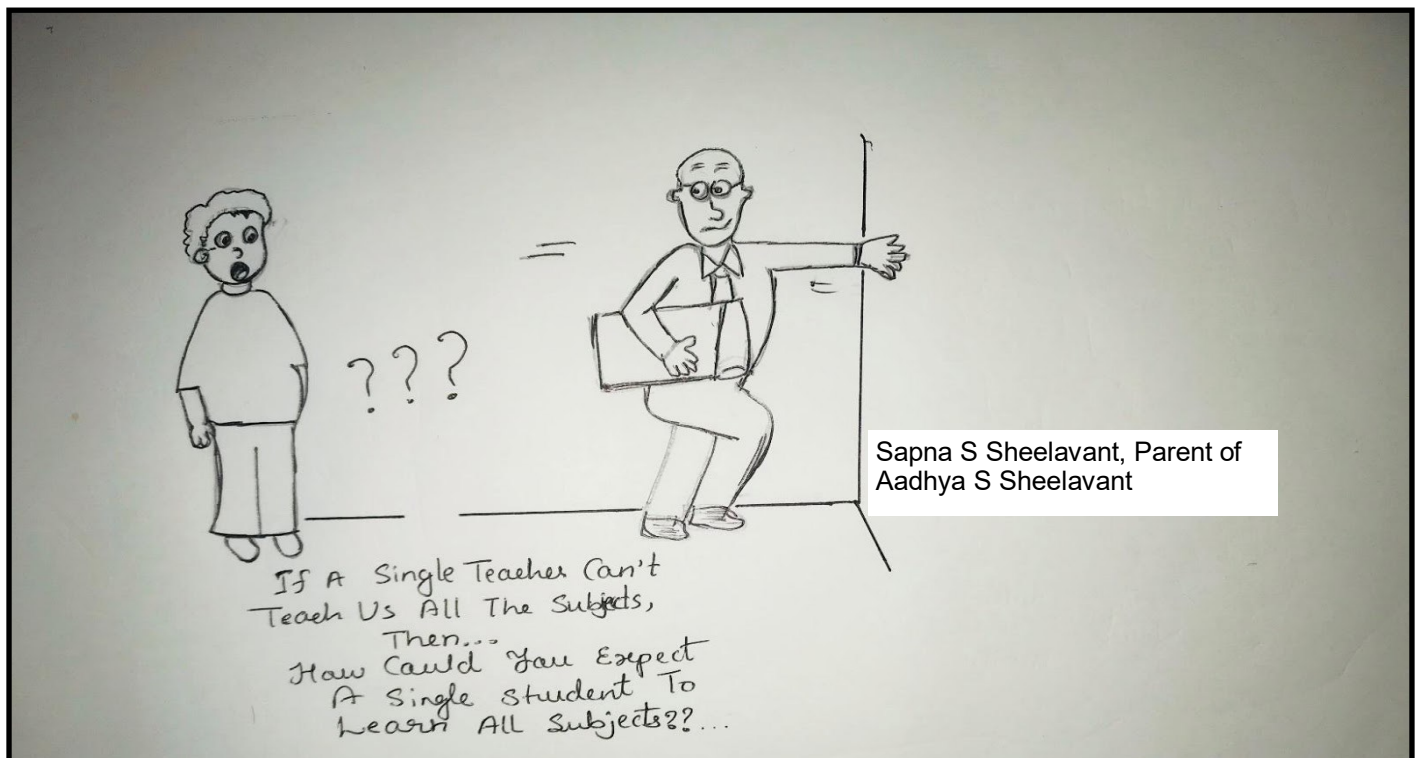 ???
Sapna S Sheelavant, Parent of
Aadhya S Sheelavant
If A Single Teacher Can't
Teach Us All The Subjects,
Then...
How Could You Expect
A Single Student To
Learn All Subjects??...